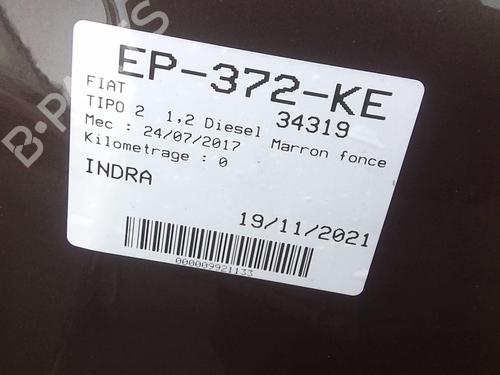 EP-372-KE
FIAT
34319
TIPO 2 1,2 Diesel Marron fonce
Mec : 24/07/2017
Kilometrage : 0
INDRA
19/11/2021
000009921133
B-PARTS